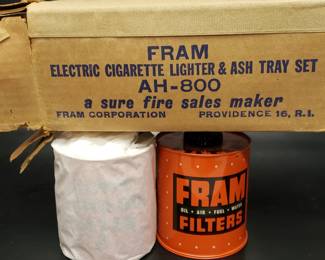 FRAM
ELECTRIC CIGARETTE LIGHTER & ASH TRAY SET
AH-800
a sure fire sales maker
FRAM CORPORATION PROVIDENCE 16, R.I.
FRAM
OIL • AIR • FUEL • WATER
FILTERS